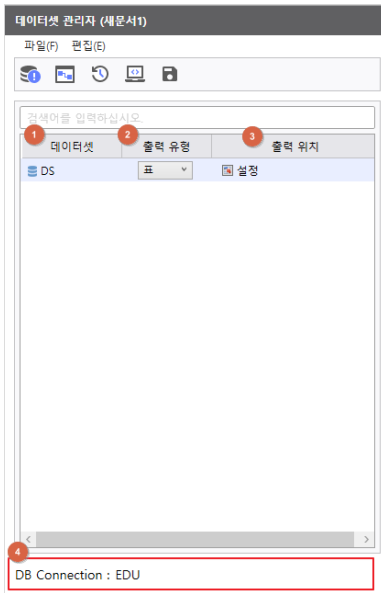 데이터셋 관리자 (새문서1)
파일(F) 편집(E)
검색어를 입력하십시오.
1 데이터셋 2 출력 유형 3 출력 위치
DS 표 설정
4
DB Connection : EDU